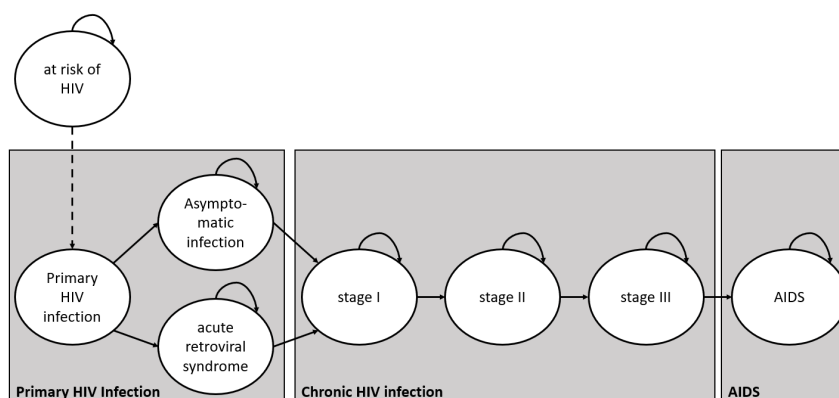 at risk of
HIV
Asympto-
matic
infection
Primary
HIV
infection
acute
retroviral
syndrome
stage I
stage II
stage III
AIDS
Primary HIV Infection
Chronic HIV infection
AIDS